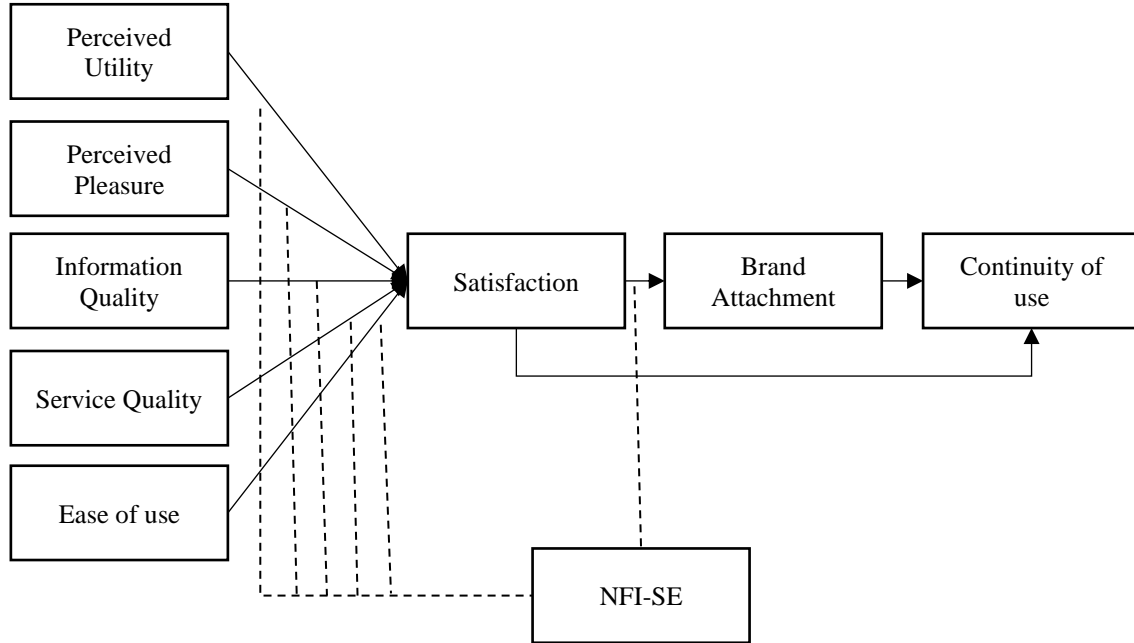 Perceived
Utility
Perceived
Pleasure
Information
Quality
Service Quality
Ease of use
Satisfaction
Brand
Attachment
Continuity of
use
NFI-SE